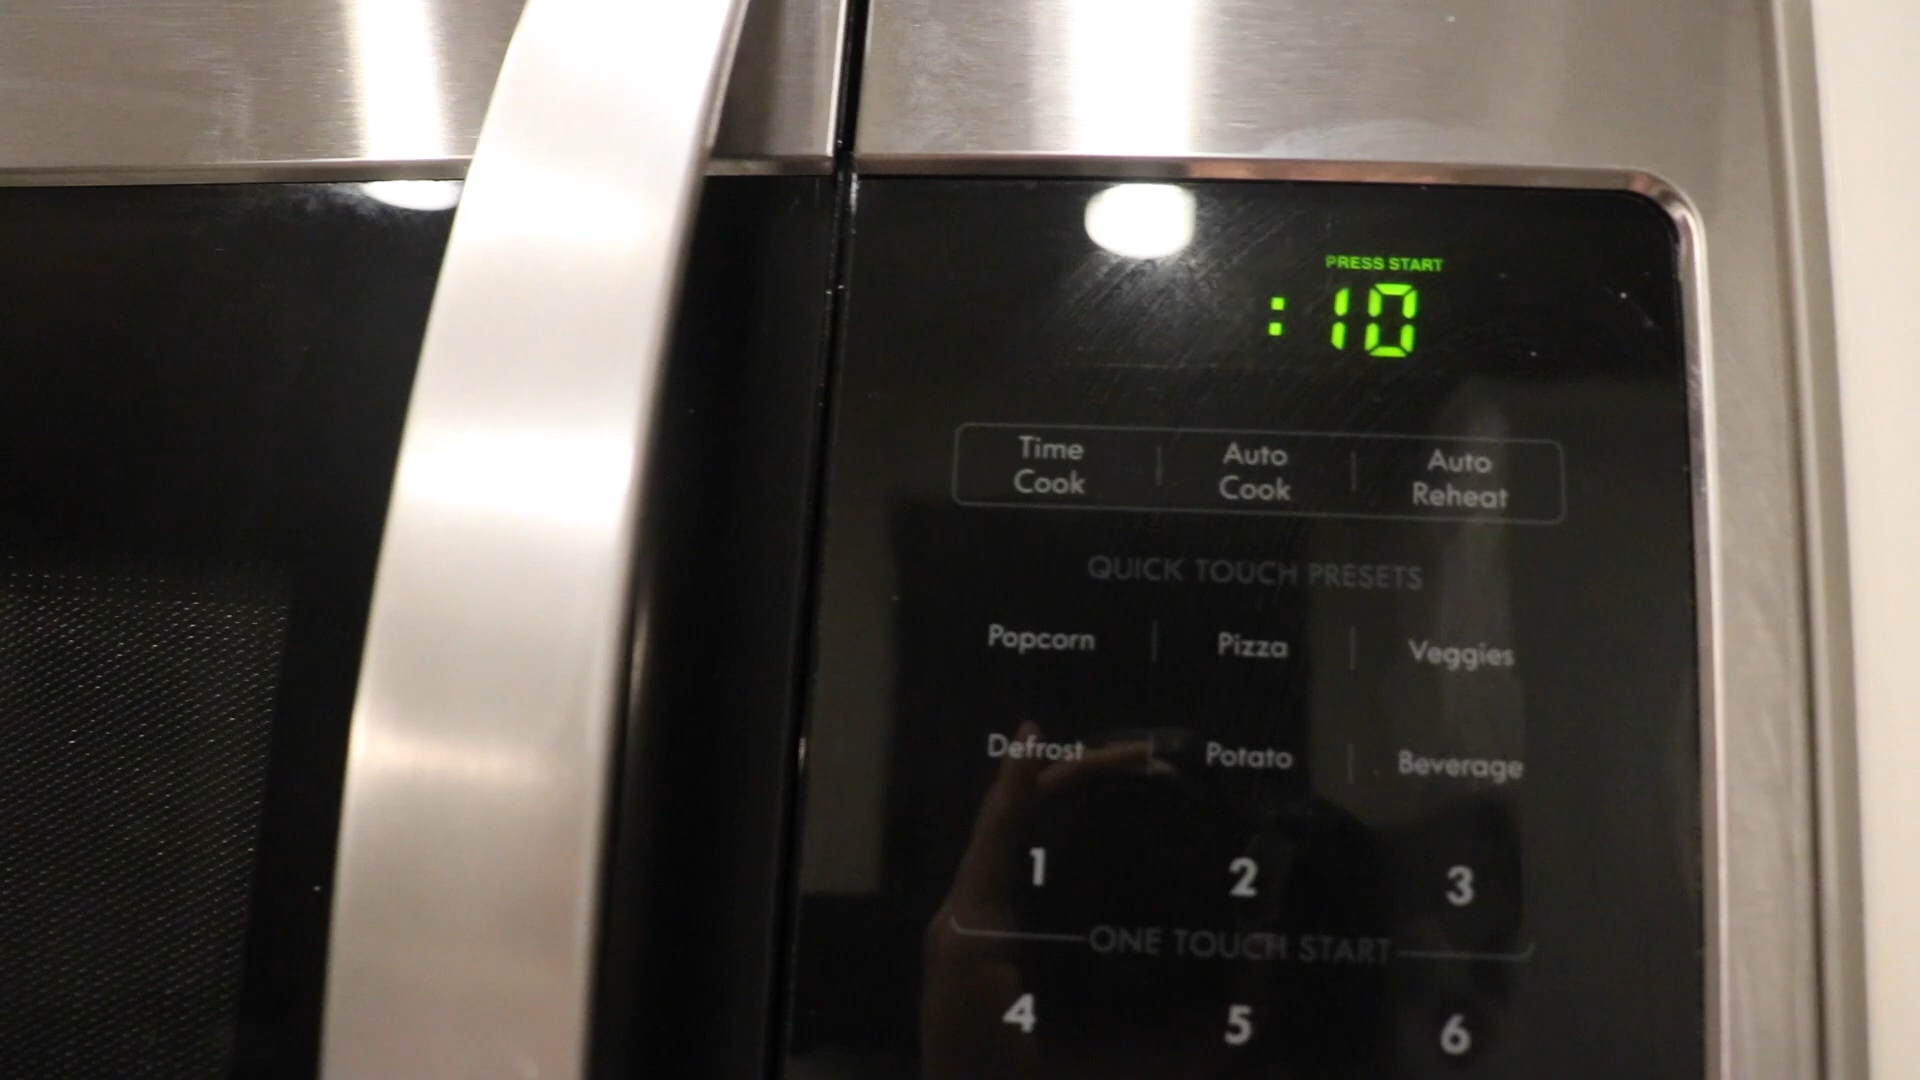 PRESS START
:10
Time Cook
Auto Cook
Auto Reheat
QUICK TOUCH PRESETS
Popcorn
Pizza
Veggies
Defrost
Potato
Beverage
1
2
3
ONE TOUCH START
4
5
6